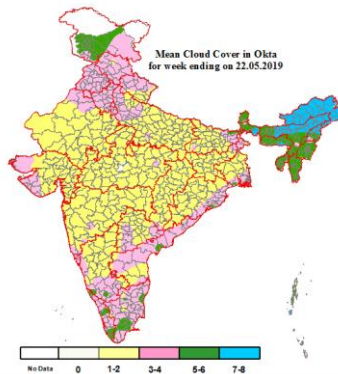 Mean Cloud Cover in Okta
for week ending on 22.05.2019
No Data 0 1-2 3-4 5-6 7-8